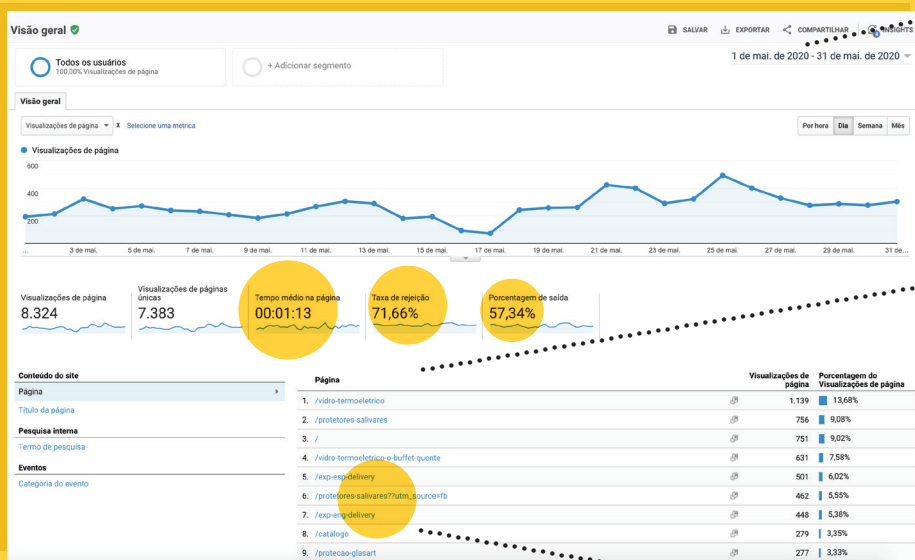 Visão geral
SALVAR EXPORTAR COMPARTILHAR INSIGHTS
Todos os usuários
100,00% Visualizações de página
+ Adicionar segmento
1 de mai. de 2020 - 31 de mai. de 2020
Visão geral
Visualizações de página X Selecione uma métrica
Por hora Dia Semana Mês
Visualizações de página
600
400
200
... 3 de mai. 5 de mai. 7 de mai. 9 de mai. 11 de mai. 13 de mai. 15 de mai. 17 de mai. 19 de mai. 21 de mai. 23 de mai. 25 de mai. 27 de mai. 29 de mai. 31 de...
Visualizações de página
8.324
Visualizações de páginas
únicas
7.383
Tempo médio na página
00:01:13
Taxa de rejeição
71,66%
Porcentagem de saída
57,34%
Conteúdo do site
Página
Título da página
Pesquisa interna
Termo de pesquisa
Eventos
Categoria do evento
Página
Visualizações de
página
Porcentagem do
Visualizações de página
1. /vidro-termoeletrico 1.139 13,68%
2. /protetores-salivares 756 9,08%
3. / 751 9,02%
4. /vidro-termoeletrico-o-buffet-quente 631 7,58%
5. /exp-esp-delivery 501 6,02%
6. /protetores-salivares??utm_source=fb 462 5,55%
7. /exp-eng-delivery 448 5,38%
8. /catalogo 279 3,35%
9. /protecao-glasart 277 3,33%